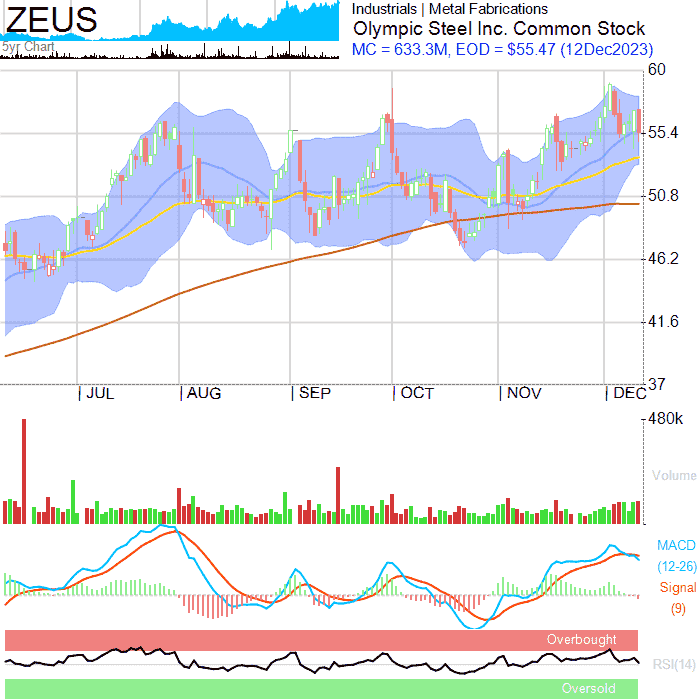 ZEUS
5yr Chart
Industrials | Metal Fabrications
Olympic Steel Inc. Common Stock
MC = 633.3M, EOD = $55.47 (12Dec2023)
60
55.4
50.8
46.2
41.6
37
JUL AUG SEP OCT NOV DEC
480k
Volume
MACD
(12-26)
Signal
(9)
Overbought
RSI(14)
Oversold